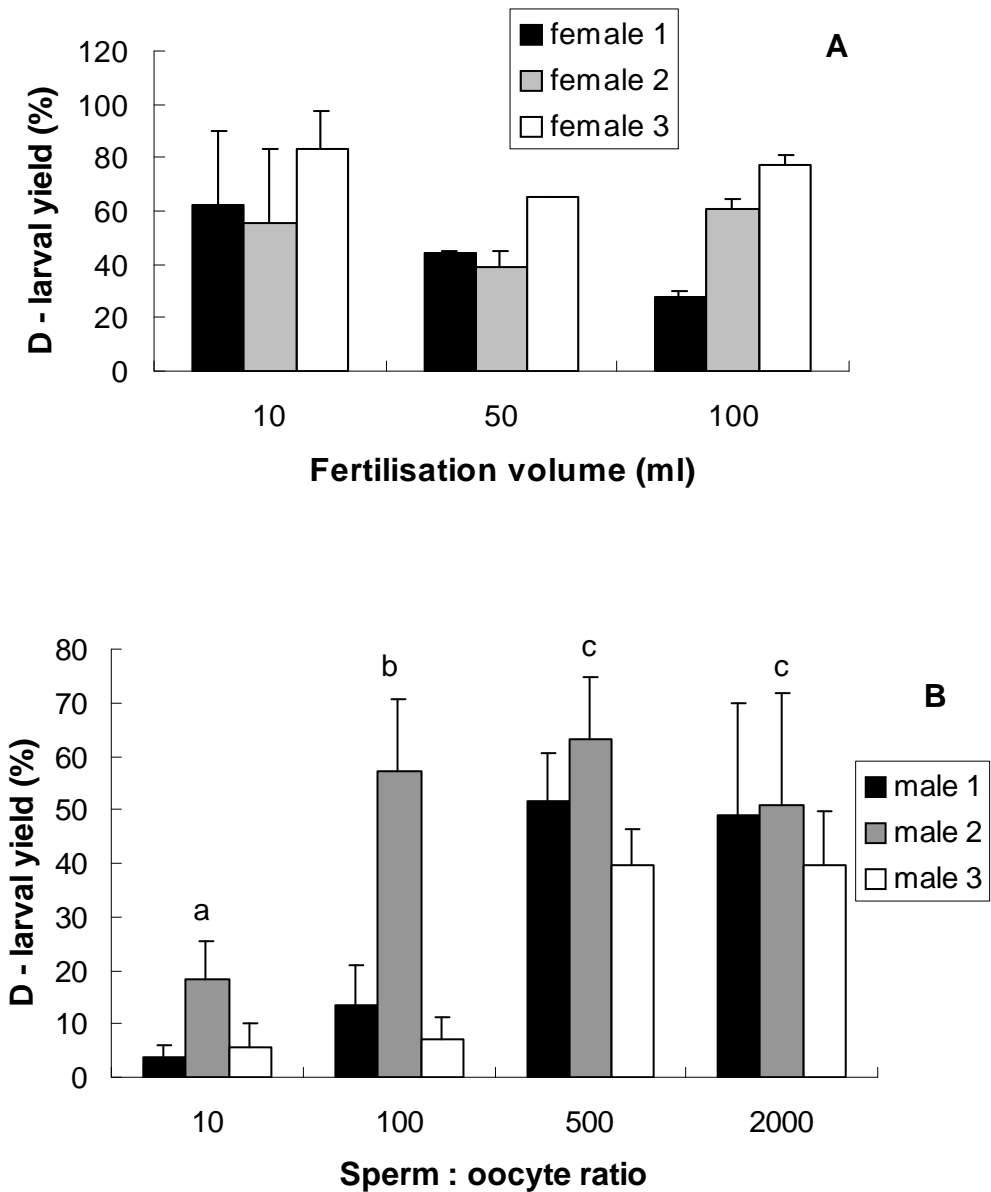 female 1
female 2
female 3
A
120
100
80
60
40
20
0
D - larval yield (%)
10 50 100
Fertilisation volume (ml)
80
70
60
50
40
30
20
10
0
D - larval yield (%)
a b c c
B
male 1
male 2
male 3
10 100 500 2000
Sperm : oocyte ratio